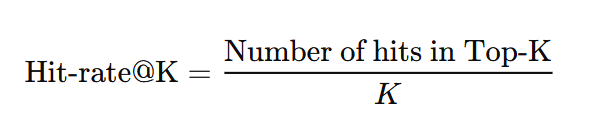 Hit-rate@K = Number of hits in Top-K / K